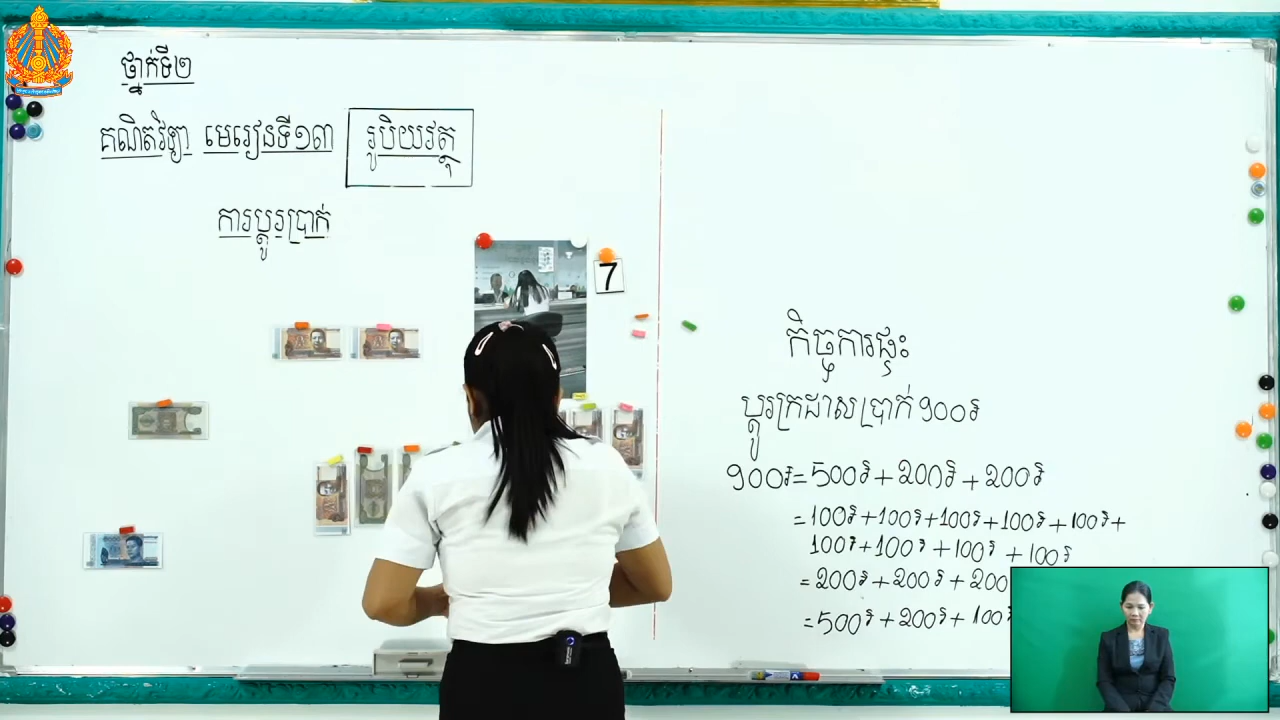 ថ្នាក់ទី២
គណិតវិទ្យា មេរៀនទី១៣ រូបិយវត្ថុ
ការប្ដូរប្រាក់
7
កិច្ចការផ្ទះ
ប្ដូរក្រដាសប្រាក់ 900៛
900៛=500៛+200៛+200៛
=100៛+100៛+100៛+100៛+100៛+
100៛+100៛+100៛+100៛
=200៛+200៛+200
=500៛+200៛+100៛